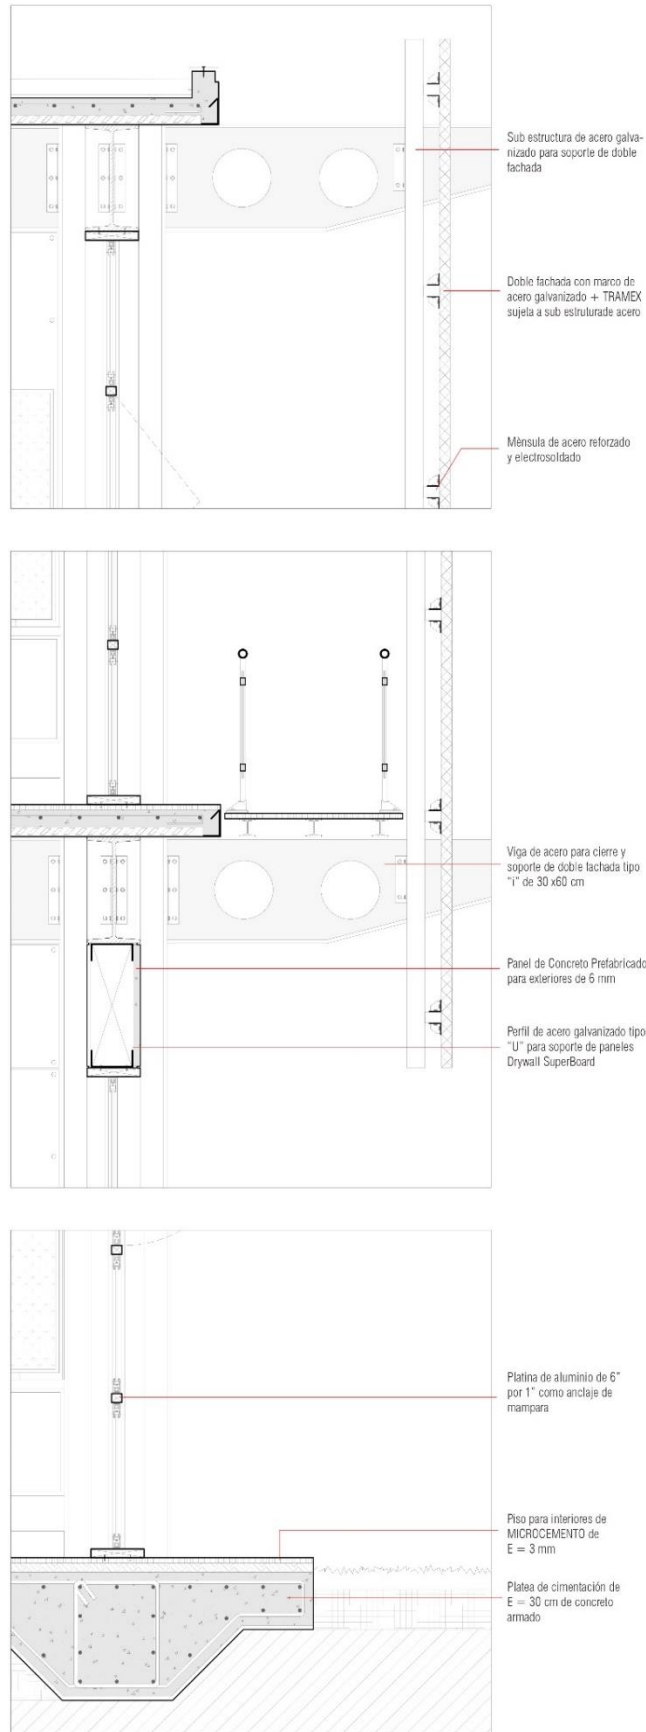 Sub estructura de acero galva-
nizado para soporte de doble
fachada
Doble fachada con marco de
acero galvanizado + TRAMEX
sujeta a sub estruturade acero
Ménsula de acero reforzado
y electrosoldado
Viga de acero para cierre y
soporte de doble fachada tipo
"i" de 30 x60 cm
Panel de Concreto Prefabricado
para exteriores de 6 mm
Perfil de acero galvanizado tipo
"U" para soporte de paneles
Drywall SuperBoard
Platina de aluminio de 6"
por 1" como anclaje de
mampara
Piso para interiores de
MICROCEMENTO de
E = 3 mm
Platea de cimentación de
E = 30 cm de concreto
armado